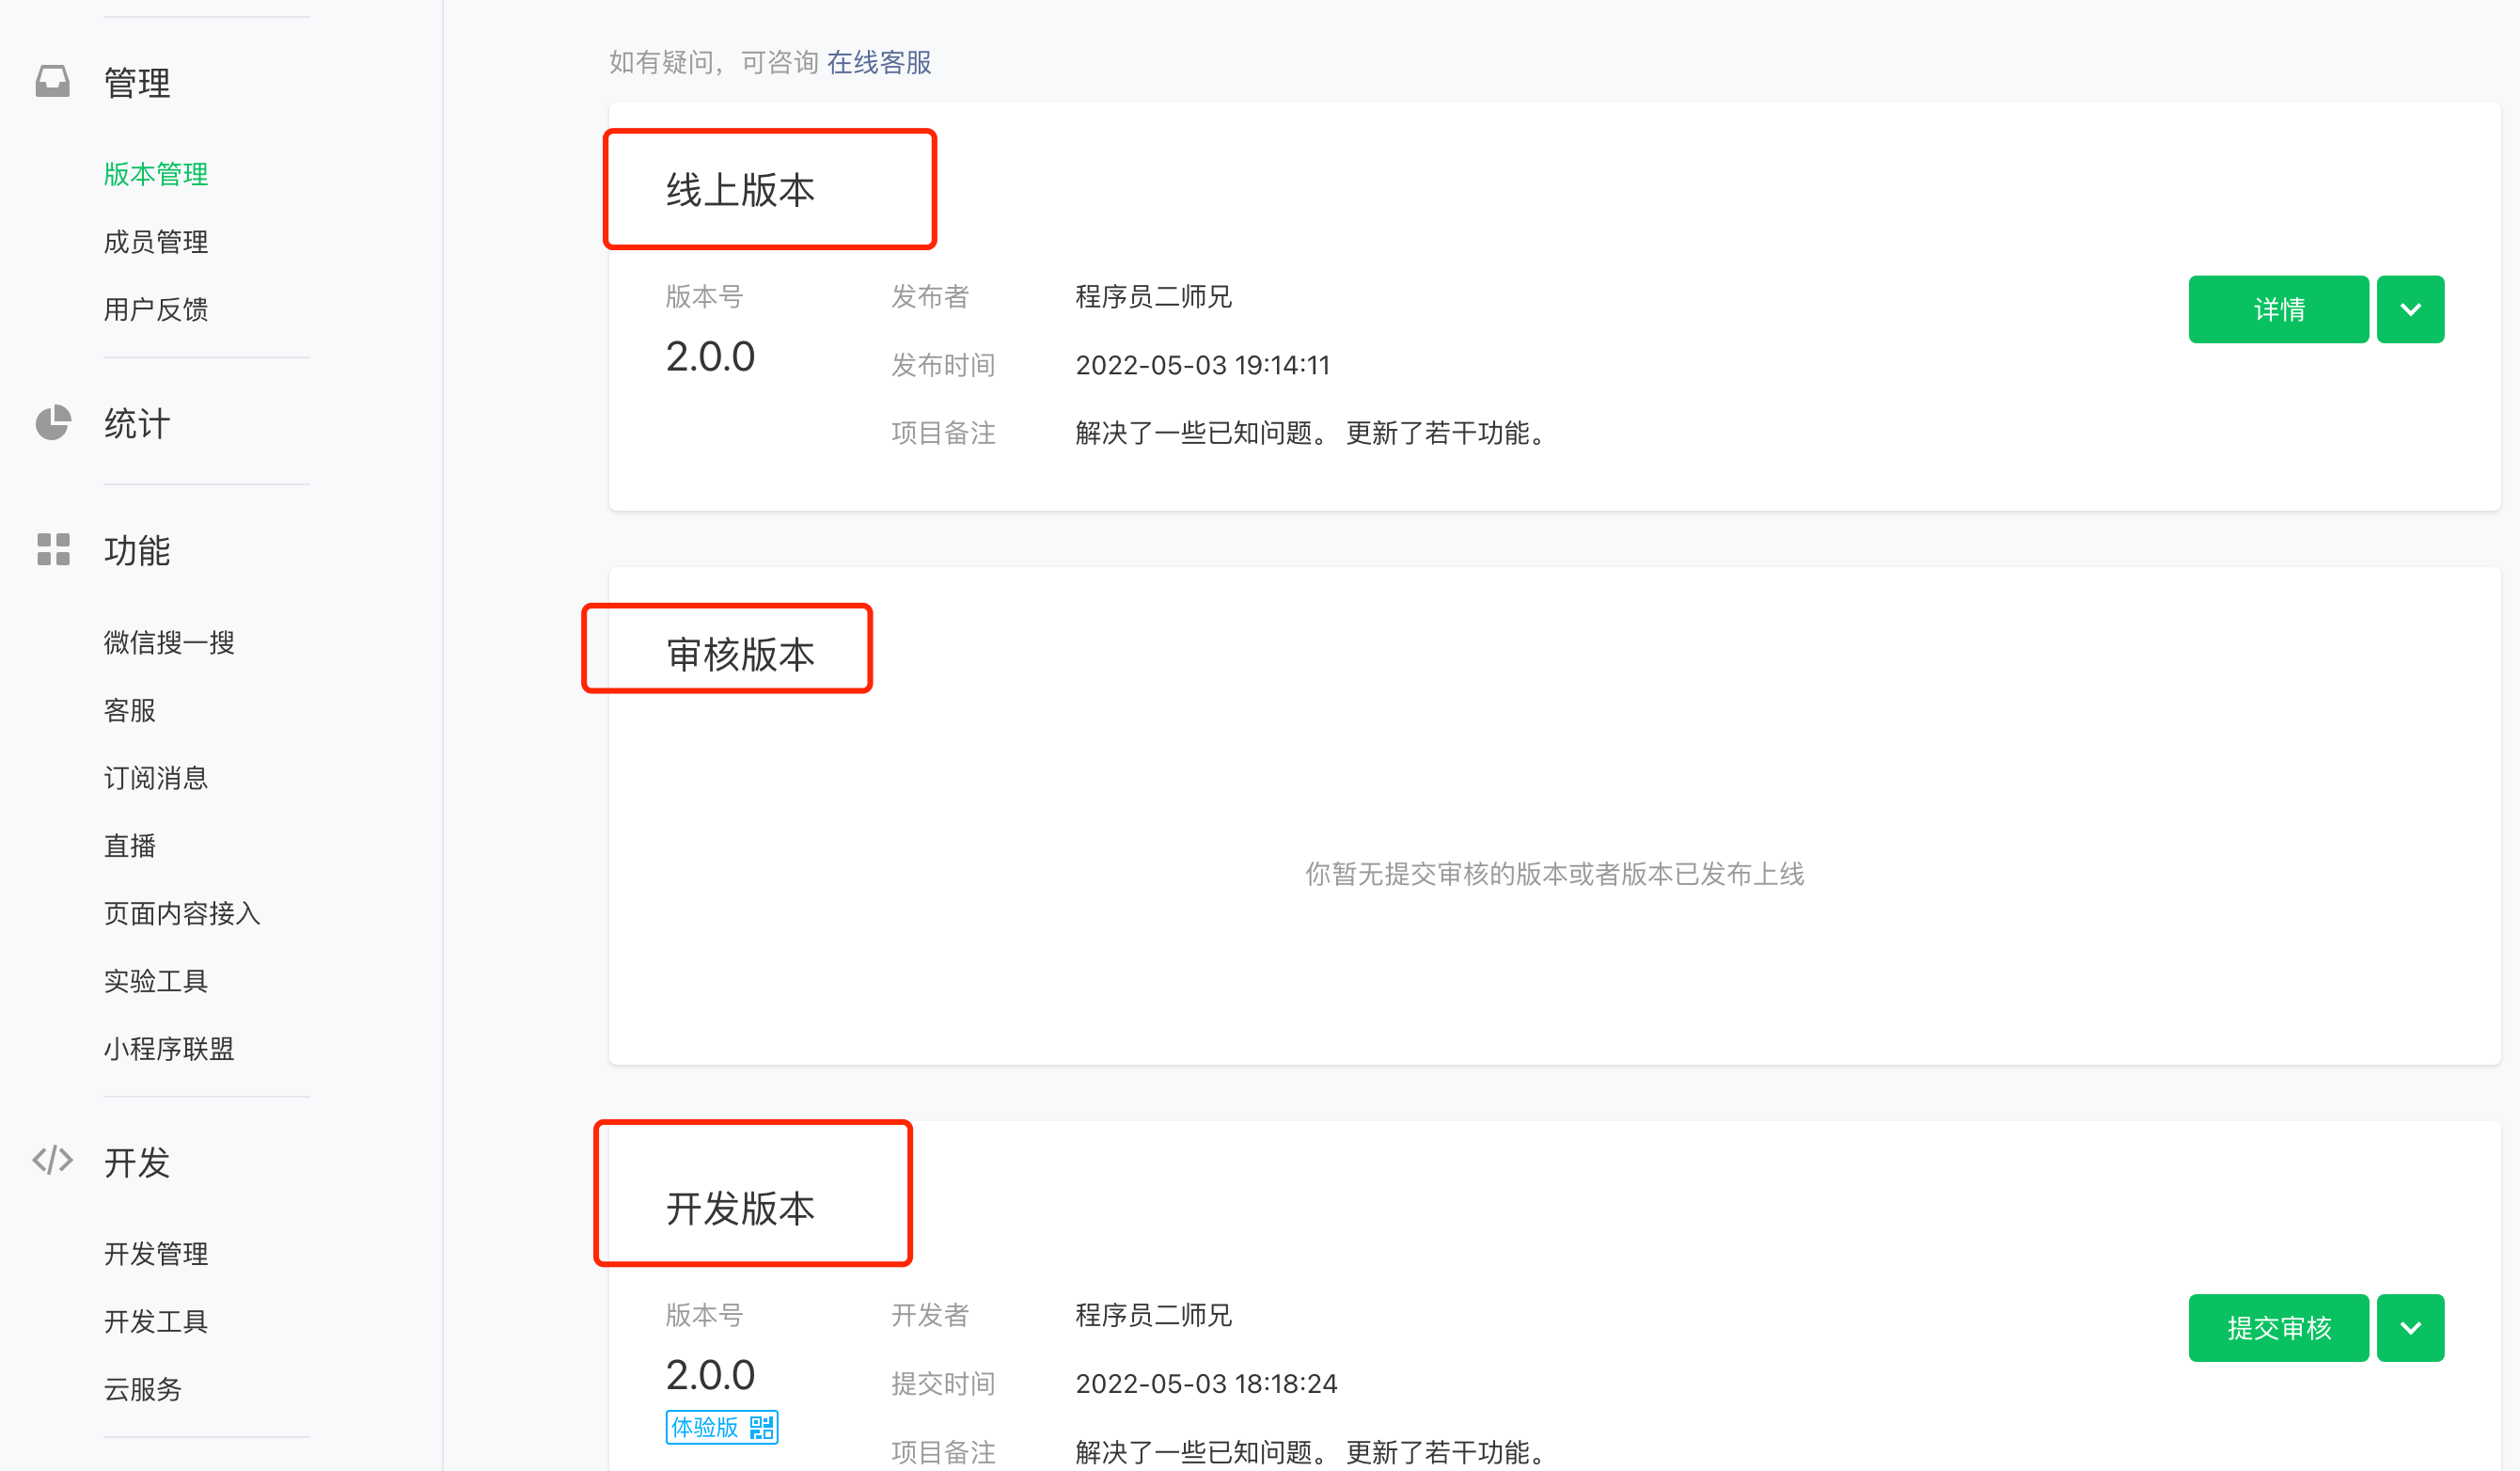 管理
版本管理
成员管理
用户反馈
统计
功能
微信搜一搜
客服
订阅消息
直播
页面内容接入
实验工具
小程序联盟
开发
开发管理
开发工具
云服务
如有疑问，可咨询 在线客服
线上版本
版本号
2.0.0
发布者 程序员二师兄
发布时间 2022-05-03 19:14:11
项目备注 解决了一些已知问题。 更新了若干功能。
详情
审核版本
你暂无提交审核的版本或者版本已发布上线
开发版本
版本号
2.0.0
体验版
开发者 程序员二师兄
提交时间 2022-05-03 18:18:24
项目备注 解决了一些已知问题。 更新了若干功能。
提交审核